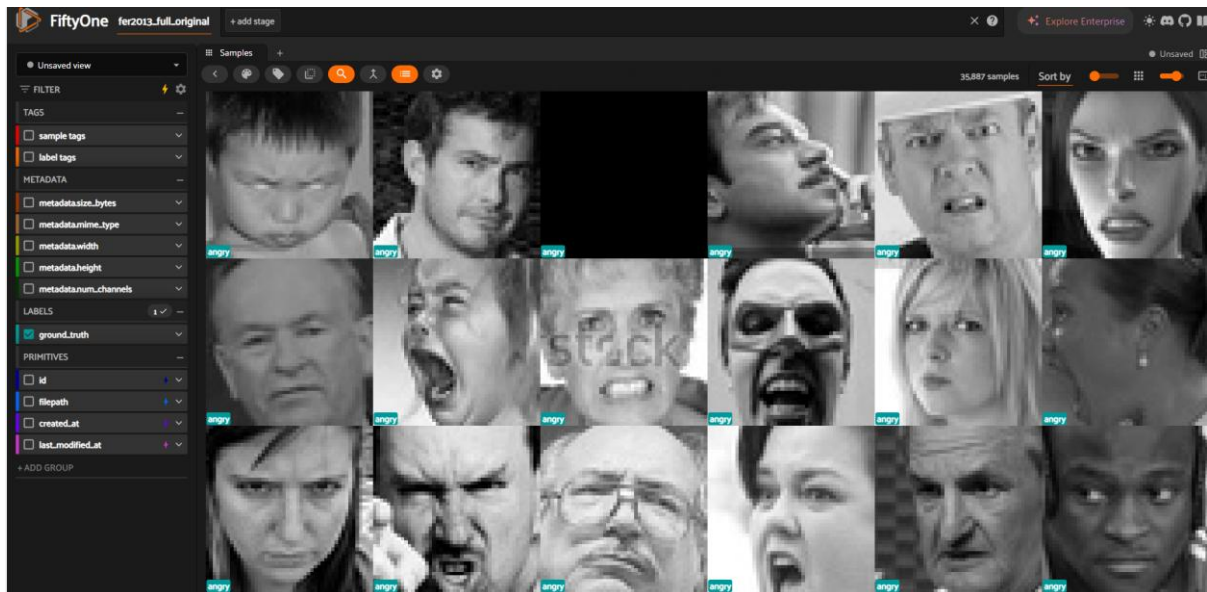 FiftyOne fer2013_full_original + add stage Explore Enterprise
Samples + Unsaved
Unsaved view
35,887 samples Sort by
FILTER
TAGS
sample tags
label tags
METADATA
metadata.size_bytes
metadata.mime_type
metadata.width
metadata.height
metadata.num_channels
LABELS 1
ground_truth
PRIMITIVES
id
filepath
created_at
last_modified_at
+ ADD GROUP
angry angry angry angry angry angry
stock
angry angry angry angry angry angry
angry angry angry angry angry angry